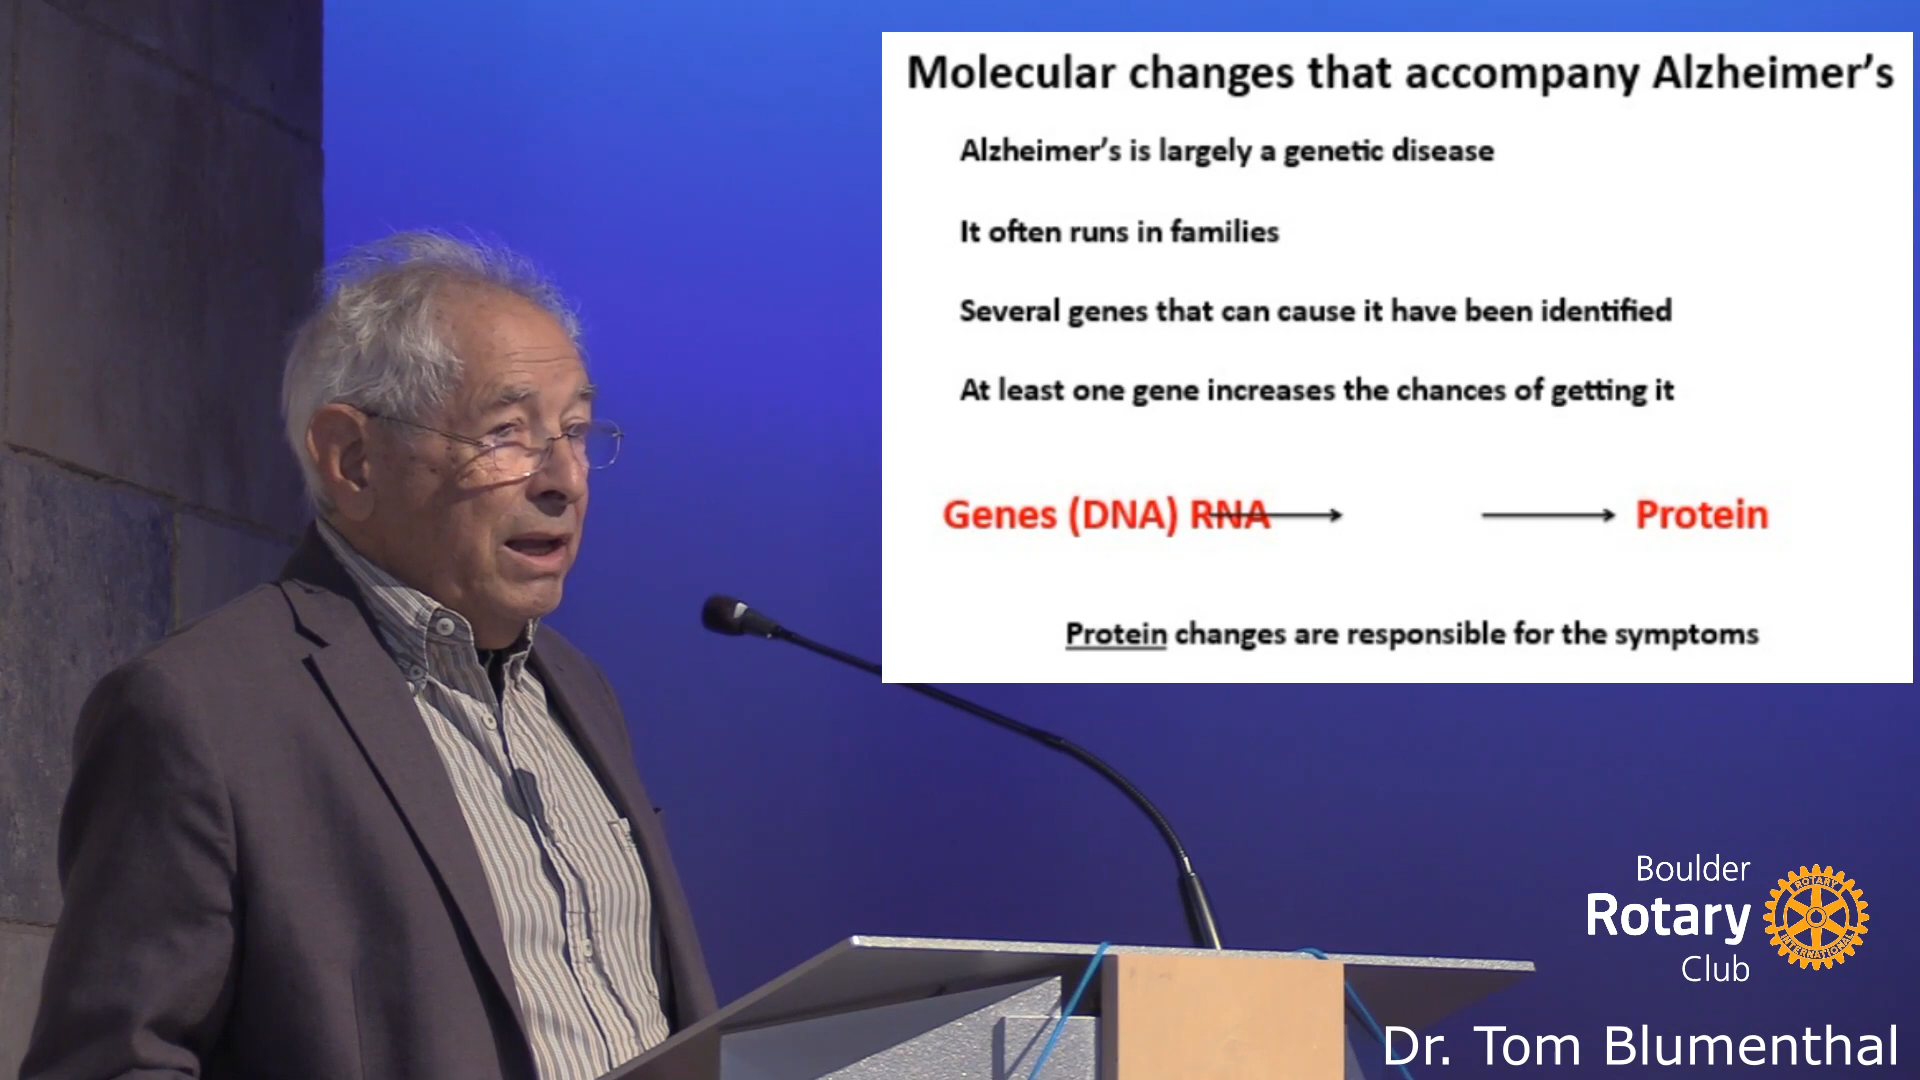 Molecular changes that accompany Alzheimer's
Alzheimer's is largely a genetic disease
It often runs in families
Several genes that can cause it have been identified
At least one gene increases the chances of getting it
Genes (DNA) RNA Protein
Protein changes are responsible for the symptoms
Boulder
Rotary
Club
ROTARY
INTERNATIONAL
Dr. Tom Blumenthal